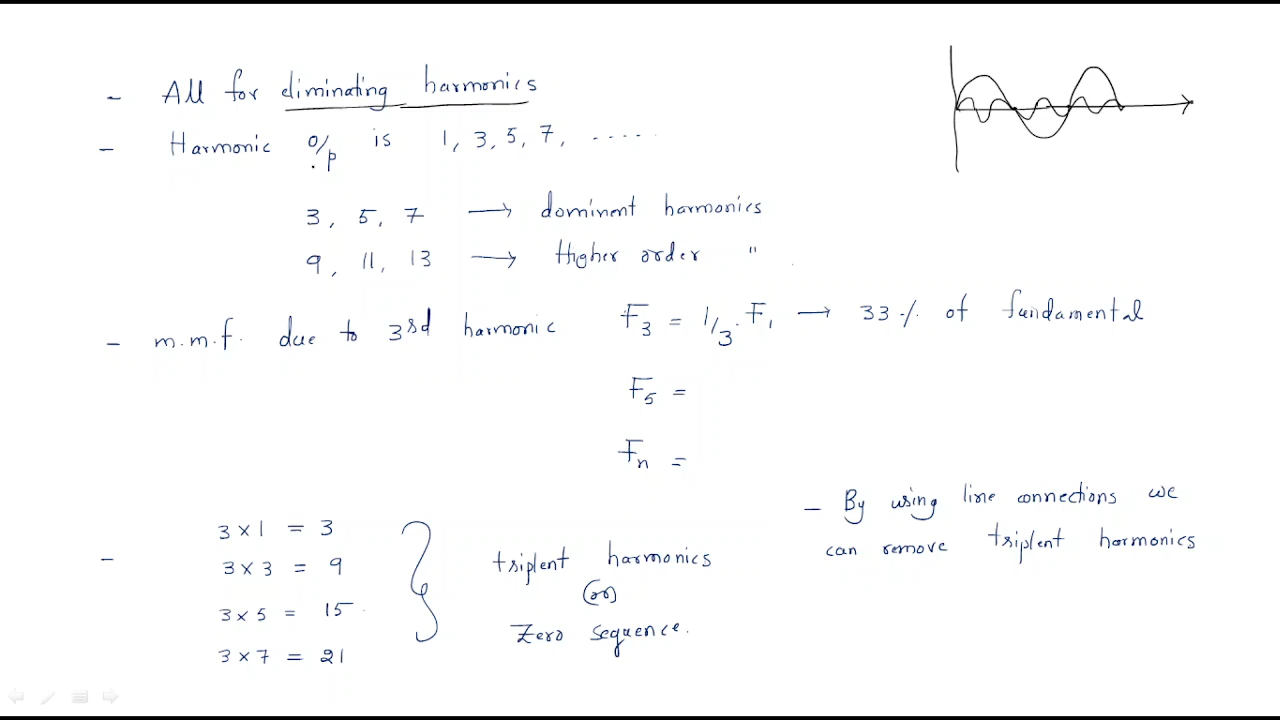 - All for eliminating harmonics
- Harmonic o/p is 1, 3, 5, 7, ......
3, 5, 7 → dominent harmonics
9, 11, 13 → Higher order "
- m.m.f. due to 3rd harmonic F₃ = 1/3 . F₁ → 33 % of fundamental
F₅ =
Fₙ =
- By using line connections we
can remove triplent harmonics
- 3 x 1 = 3
3 x 3 = 9
3 x 5 = 15
3 x 7 = 21
triplent harmonics
(or)
Zero sequence.